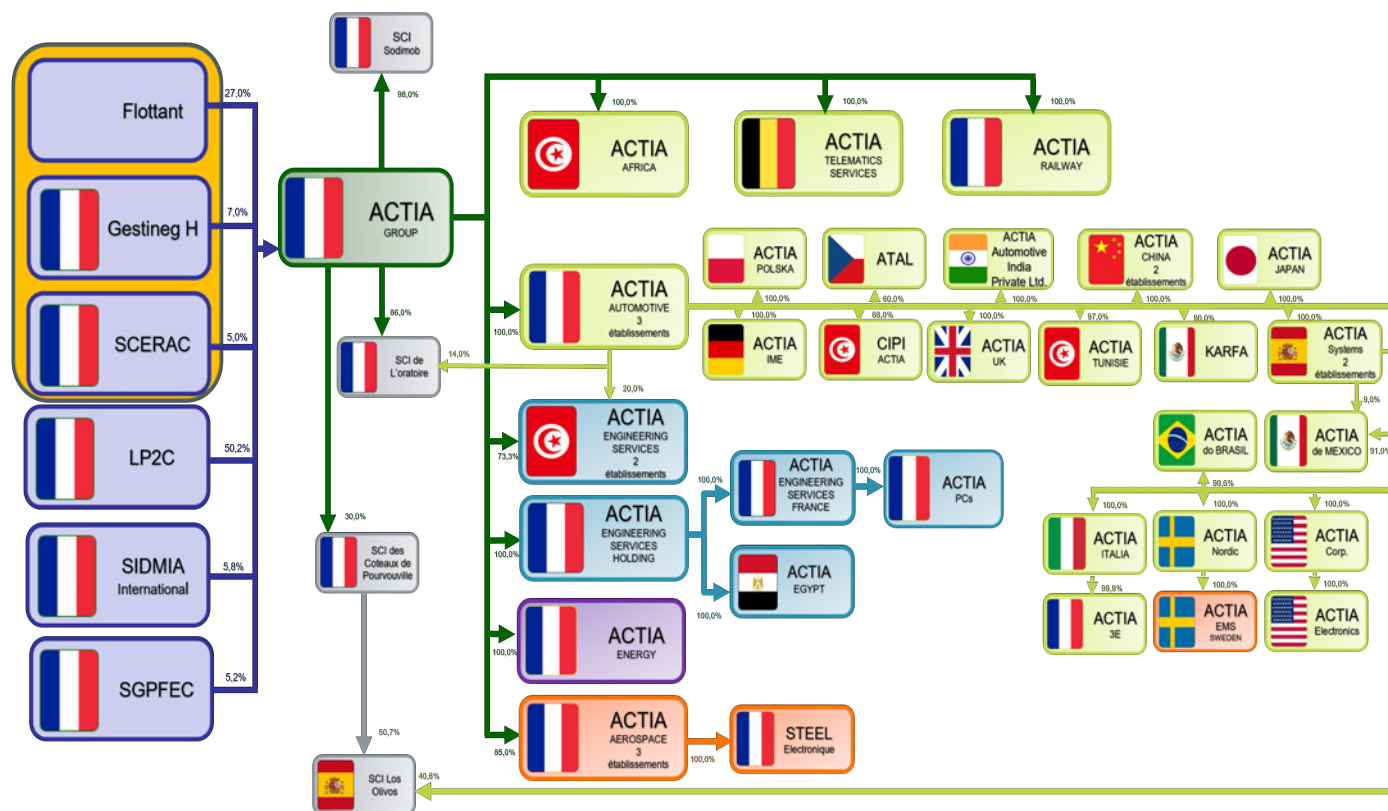 SCI
Sodimob
98,0%
Flottant
27,0%
Gestineg H
7,0%
SCERAC
5,0%
LP2C
50,2%
SIDMIA
International
5,8%
SGPFEC
5,2%
ACTIA
GROUP
86,0%
SCI de
L'oratoire
14,0%
30,0%
SCI des
Coteaux de
Pourvouville
50,7%
SCI Los
Olivos
40,6%
100,0%
ACTIA
AFRICA
100,0%
ACTIA
TELEMATICS
SERVICES
100,0%
ACTIA
RAILWAY
100,0%
ACTIA
AUTOMOTIVE
3
établissements
20,0%
73,3%
ACTIA
ENGINEERING
SERVICES
2
établissements
100,0%
ACTIA
ENGINEERING
SERVICES
HOLDING
100,0%
ACTIA
ENGINEERING
SERVICES
FRANCE
100,0%
ACTIA
PCs
100,0%
ACTIA
EGYPT
100,0%
ACTIA
ENERGY
85,0%
ACTIA
AEROSPACE
3
établissements
100,0%
STEEL
Electronique
ACTIA
POLSKA
100,0%
ATAL
60,0%
ACTIA
Automotive
India
Private Ltd.
100,0%
ACTIA
CHINA
2
établissements
100,0%
ACTIA
JAPAN
100,0%
100,0%
ACTIA
IME
66,0%
CIPI
ACTIA
100,0%
ACTIA
UK
97,0%
ACTIA
TUNISIE
90,0%
KARFA
100,0%
ACTIA
Systems
2
établissements
9,0%
ACTIA
do BRASIL
99,6%
ACTIA
de MEXICO
91,0%
100,0%
ACTIA
ITALIA
100,0%
ACTIA
Nordic
100,0%
ACTIA
Corp.
99,9%
ACTIA
3E
100,0%
ACTIA
EMS
SWEDEN
100,0%
ACTIA
Electronics